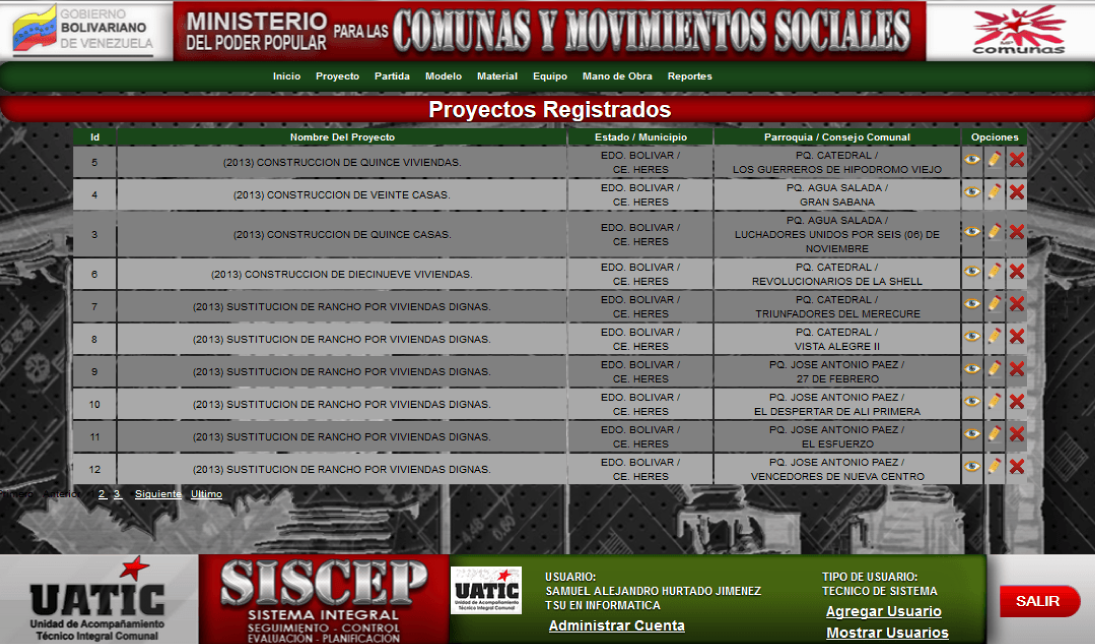 GOBIERNO
BOLIVARIANO
DE VENEZUELA
MINISTERIO
DEL PODER POPULAR
PARA LAS
COMUNAS Y MOVIMIENTOS SOCIALES
comunas
Inicio Proyecto Partida Modelo Material Equipo Mano de Obra Reportes
Proyectos Registrados
Id Nombre Del Proyecto Estado / Municipio Parroquia / Consejo Comunal Opciones
5 (2013) CONSTRUCCION DE QUINCE VIVIENDAS. EDO. BOLIVAR / PQ. CATEDRAL /
CE. HERES LOS GUERREROS DE HIPODROMO VIEJO
4 (2013) CONSTRUCCION DE VEINTE CASAS. EDO. BOLIVAR / PQ. AGUA SALADA /
CE. HERES GRAN SABANA
3 (2013) CONSTRUCCION DE QUINCE CASAS. EDO. BOLIVAR / PQ. AGUA SALADA /
CE. HERES LUCHADORES UNIDOS POR SEIS (06) DE
NOVIEMBRE
6 (2013) CONSTRUCCION DE DIECINUEVE VIVIENDAS. EDO. BOLIVAR / PQ. CATEDRAL /
CE. HERES REVOLUCIONARIOS DE LA SHELL
7 (2013) SUSTITUCION DE RANCHO POR VIVIENDAS DIGNAS. EDO. BOLIVAR / PQ. CATEDRAL /
CE. HERES TRIUNFADORES DEL MERECURE
8 (2013) SUSTITUCION DE RANCHO POR VIVIENDAS DIGNAS. EDO. BOLIVAR / PQ. CATEDRAL /
CE. HERES VISTA ALEGRE II
9 (2013) SUSTITUCION DE RANCHO POR VIVIENDAS DIGNAS. EDO. BOLIVAR / PQ. JOSE ANTONIO PAEZ /
CE. HERES 27 DE FEBRERO
10 (2013) SUSTITUCION DE RANCHO POR VIVIENDAS DIGNAS. EDO. BOLIVAR / PQ. JOSE ANTONIO PAEZ /
CE. HERES EL DESPERTAR DE ALI PRIMERA
11 (2013) SUSTITUCION DE RANCHO POR VIVIENDAS DIGNAS. EDO. BOLIVAR / PQ. JOSE ANTONIO PAEZ /
CE. HERES EL ESFUERZO
12 (2013) SUSTITUCION DE RANCHO POR VIVIENDAS DIGNAS. EDO. BOLIVAR / PQ. JOSE ANTONIO PAEZ /
CE. HERES VENCEDORES DE NUEVA CENTRO
2 3 Siquiente Ultimo
UATIC
Unidad de Acompañamiento
Técnico Integral Comunal
SISCEP
SISTEMA INTEGRAL
SEGUIMIENTO - CONTROL
EVALUACIÓN - PLANIFICACIÓN
UATIC
Unidad de Acompañamiento
Técnico Integral Comunal
USUARIO:
SAMUEL ALEJANDRO HURTADO JIMENEZ
TSU EN INFORMATICA
Administrar Cuenta
TIPO DE USUARIO:
TECNICO DE SISTEMA
Agregar Usuario
Mostrar Usuarios
SALIR